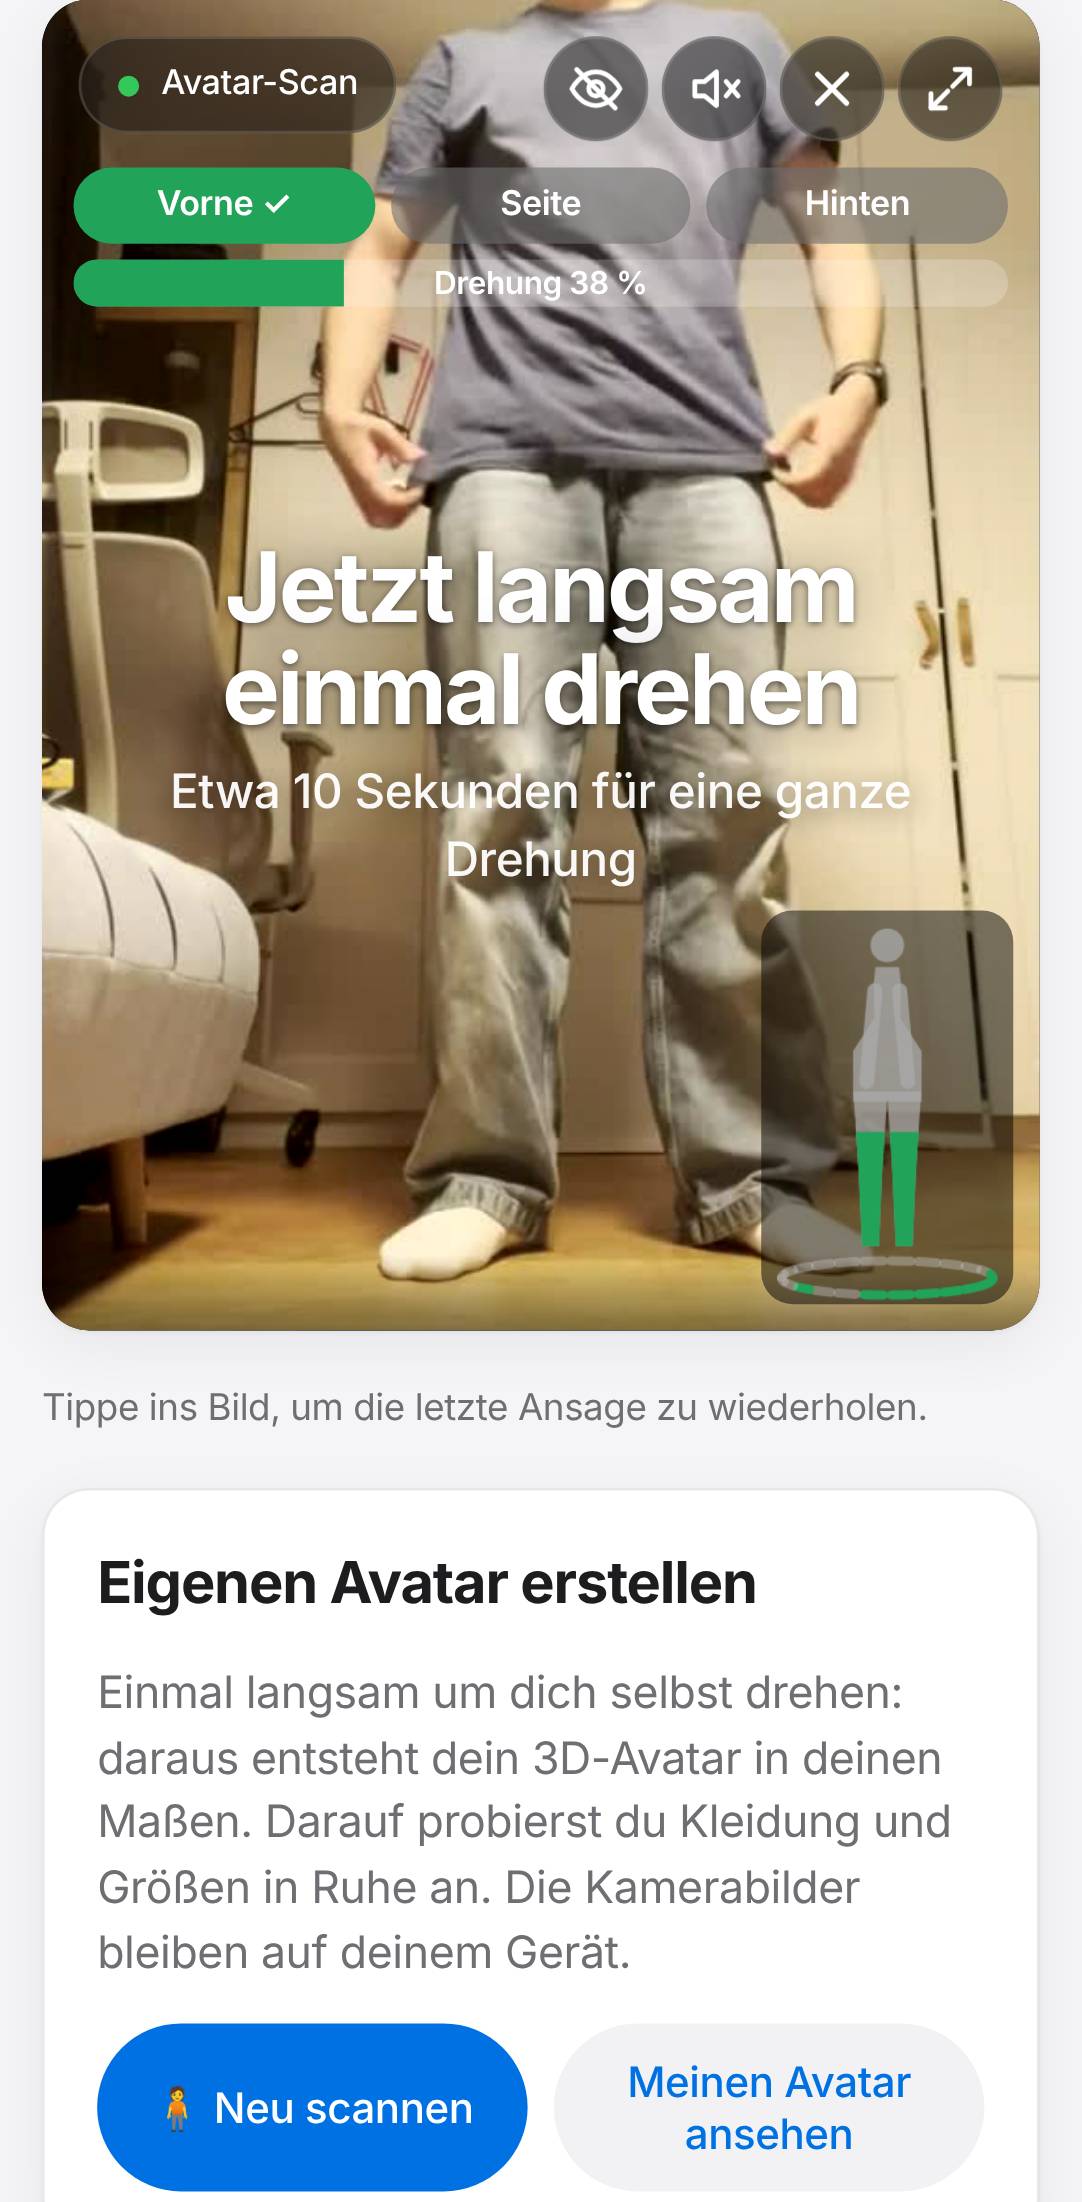 Avatar-Scan
Vorne ✓
Seite
Hinten
Drehung 38 %
Jetzt langsam
einmal drehen
Etwa 10 Sekunden für eine ganze
Drehung
Tippe ins Bild, um die letzte Ansage zu wiederholen.
Eigenen Avatar erstellen
Einmal langsam um dich selbst drehen:
daraus entsteht dein 3D-Avatar in deinen
Maßen. Darauf probierst du Kleidung und
Größen in Ruhe an. Die Kamerabilder
bleiben auf deinem Gerät.
🧍 Neu scannen
Meinen Avatar
ansehen